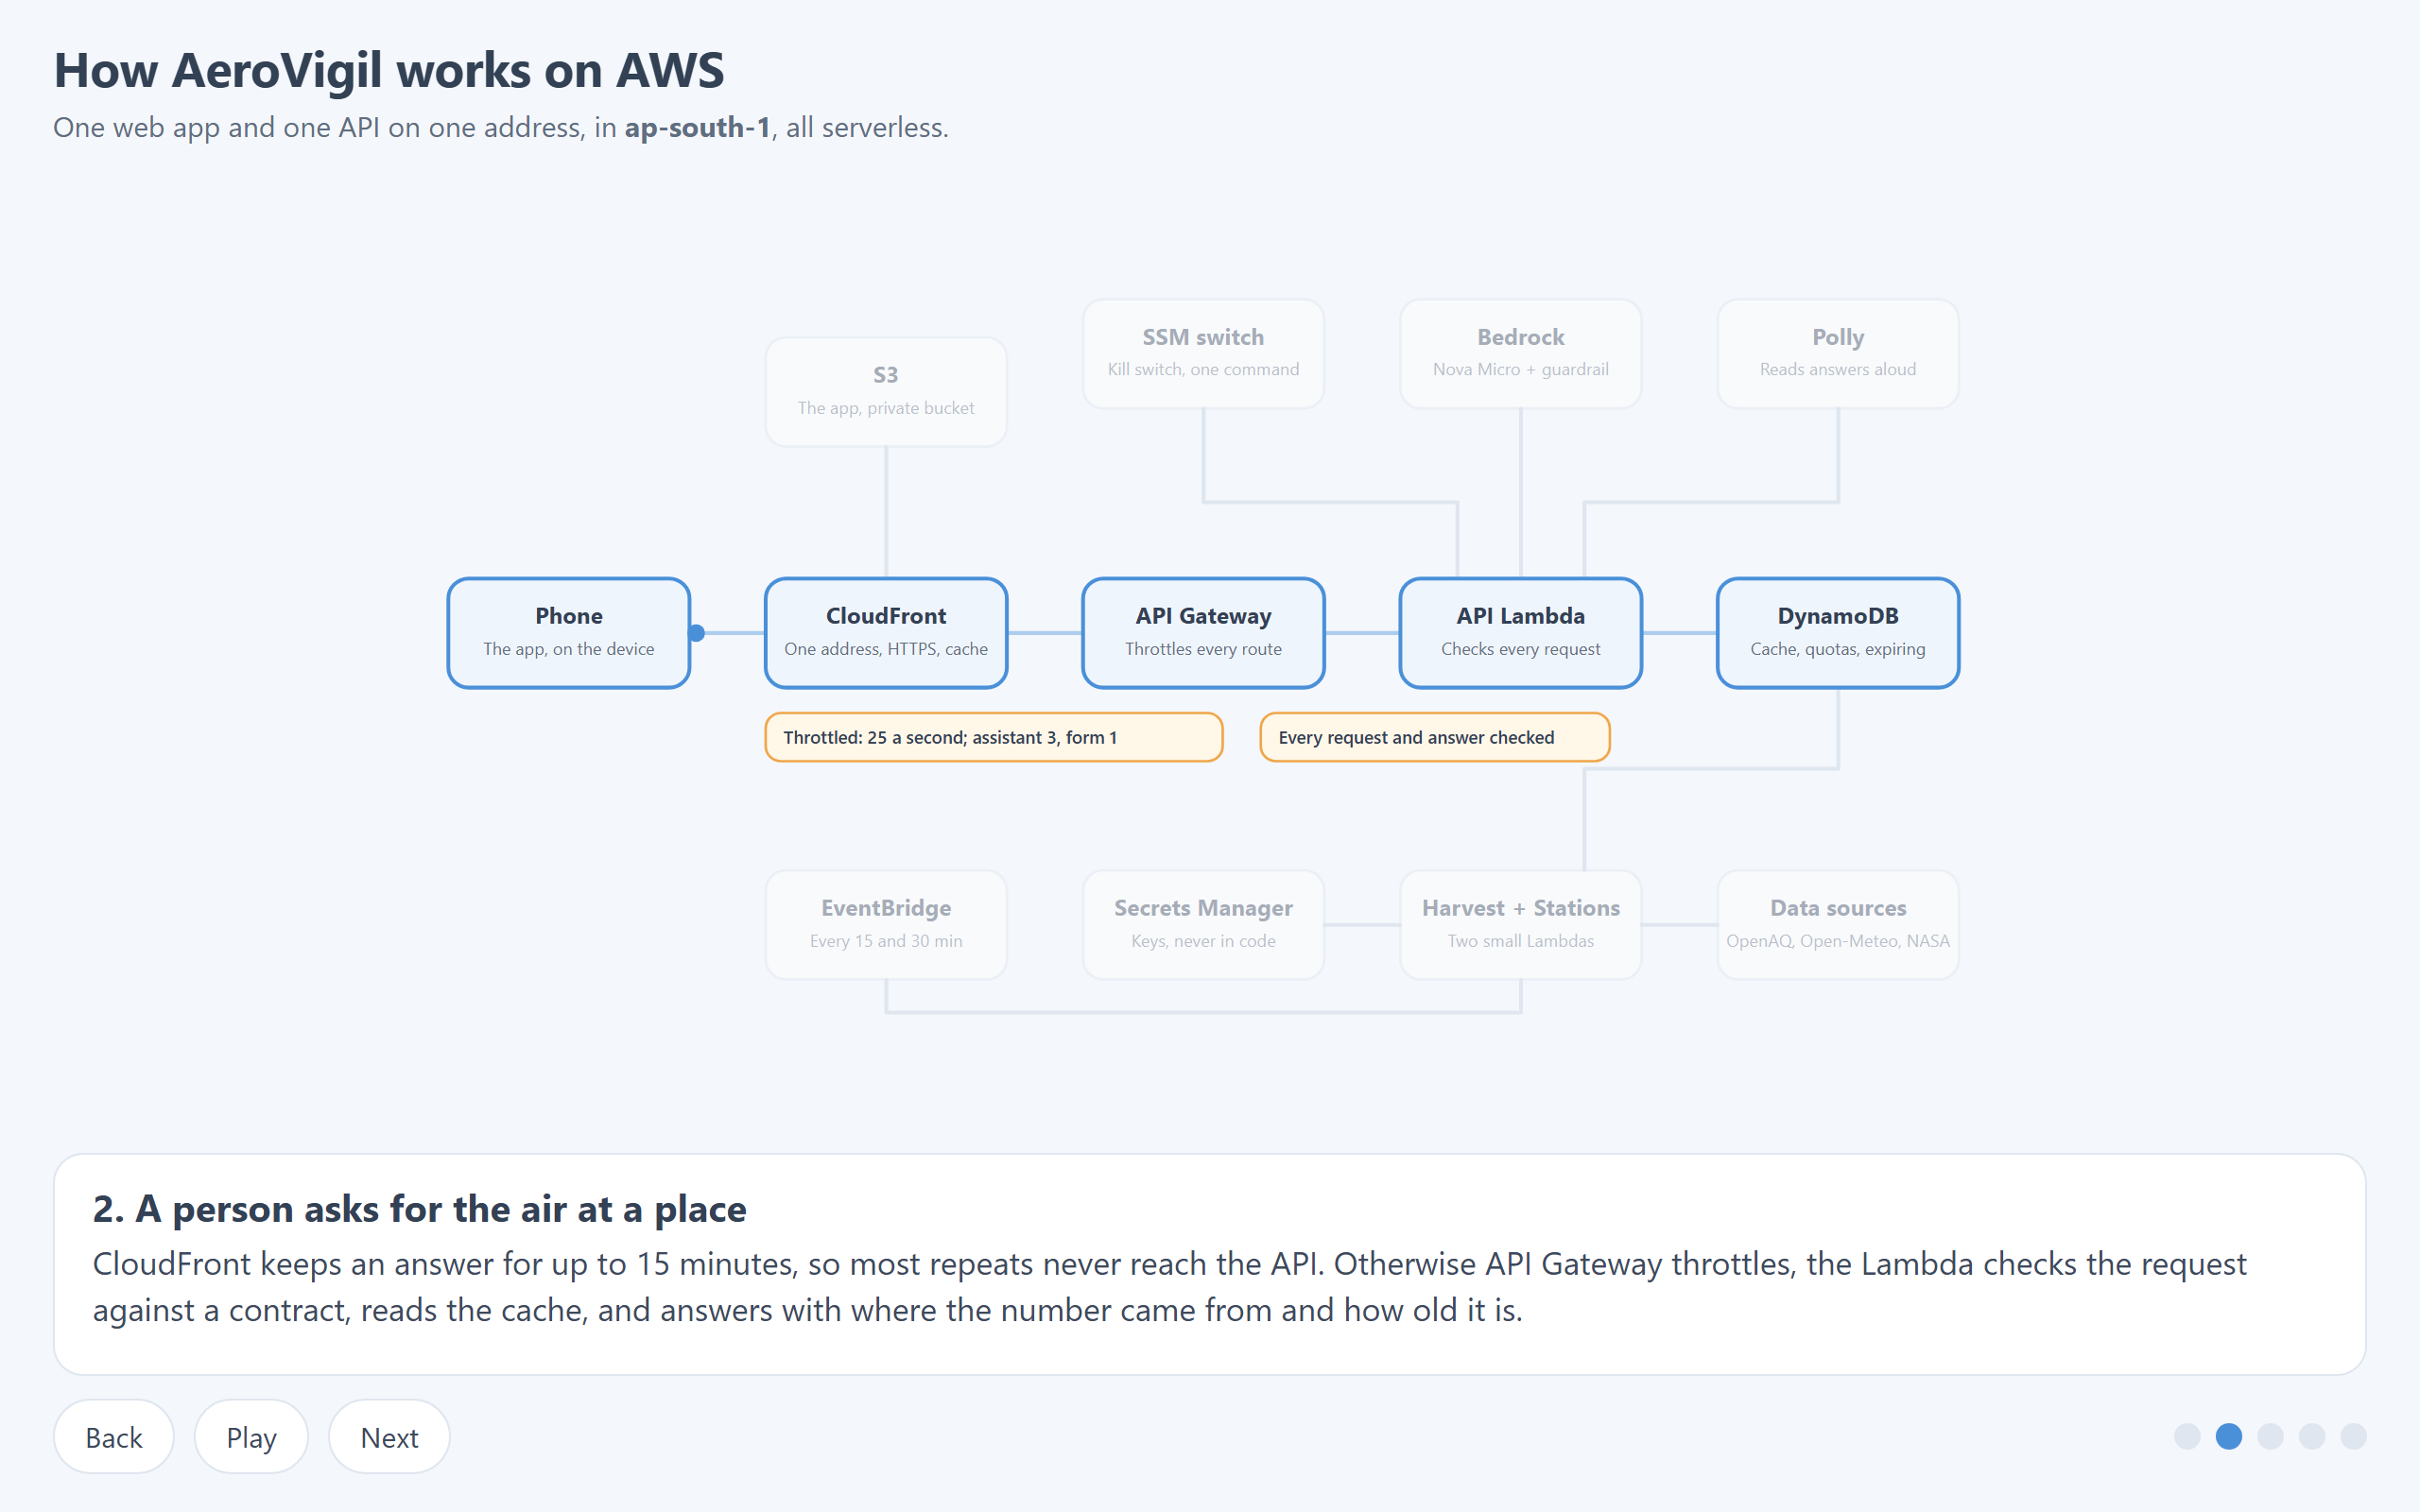 How AeroVigil works on AWS
One web app and one API on one address, in ap-south-1, all serverless.
SSM switch
Kill switch, one command
Bedrock
Nova Micro + guardrail
Polly
Reads answers aloud
S3
The app, private bucket
Phone
The app, on the device
CloudFront
One address, HTTPS, cache
API Gateway
Throttles every route
API Lambda
Checks every request
DynamoDB
Cache, quotas, expiring
Throttled: 25 a second; assistant 3, form 1
Every request and answer checked
EventBridge
Every 15 and 30 min
Secrets Manager
Keys, never in code
Harvest + Stations
Two small Lambdas
Data sources
OpenAQ, Open-Meteo, NASA
2. A person asks for the air at a place
CloudFront keeps an answer for up to 15 minutes, so most repeats never reach the API. Otherwise API Gateway throttles, the Lambda checks the request
against a contract, reads the cache, and answers with where the number came from and how old it is.
Back
Play
Next